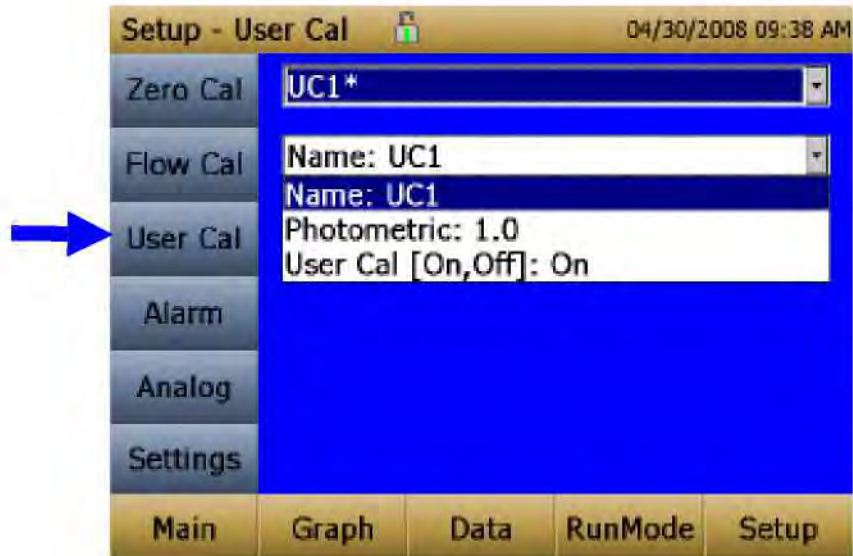 Setup - User Cal 04/30/2008 09:38 AM
Zero Cal
Flow Cal
User Cal
Alarm
Analog
Settings
UC1*
Name: UC1
Name: UC1
Photometric: 1.0
User Cal [On,Off]: On
Main Graph Data RunMode Setup